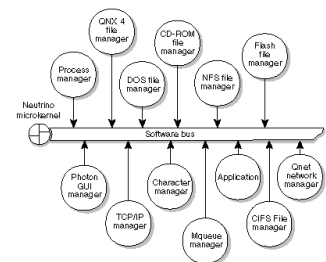 QNX 4
file
manager
CD-ROM
file
manager
Flash
file
manager
Process
manager
DOS file
manager
NFS file
manager
Neutrino
microkernel
Software bus
Photon
GUI
manager
TCP/IP
manager
Character
manager
Mqueue
manager
Application
CIFS File
manager
Qnet
network
manager